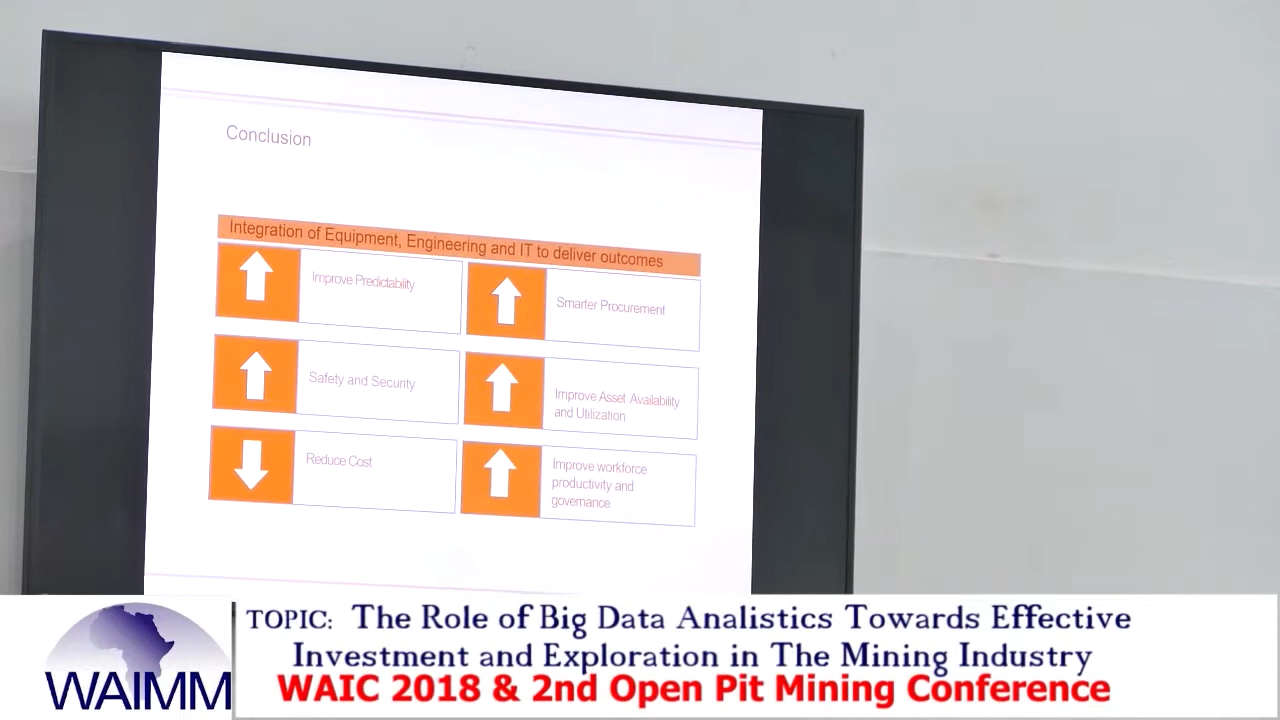 Conclusion
Integration of Equipment, Engineering and IT to deliver outcomes
Improve Predictability
Smarter Procurement
Safety and Security
Improve Asset Availability
and Utilization
Reduce Cost
Improve workforce
productivity and
governance
WAIMM
TOPIC: The Role of Big Data Analistics Towards Effective
Investment and Exploration in The Mining Industry
WAIC 2018 & 2nd Open Pit Mining Conference